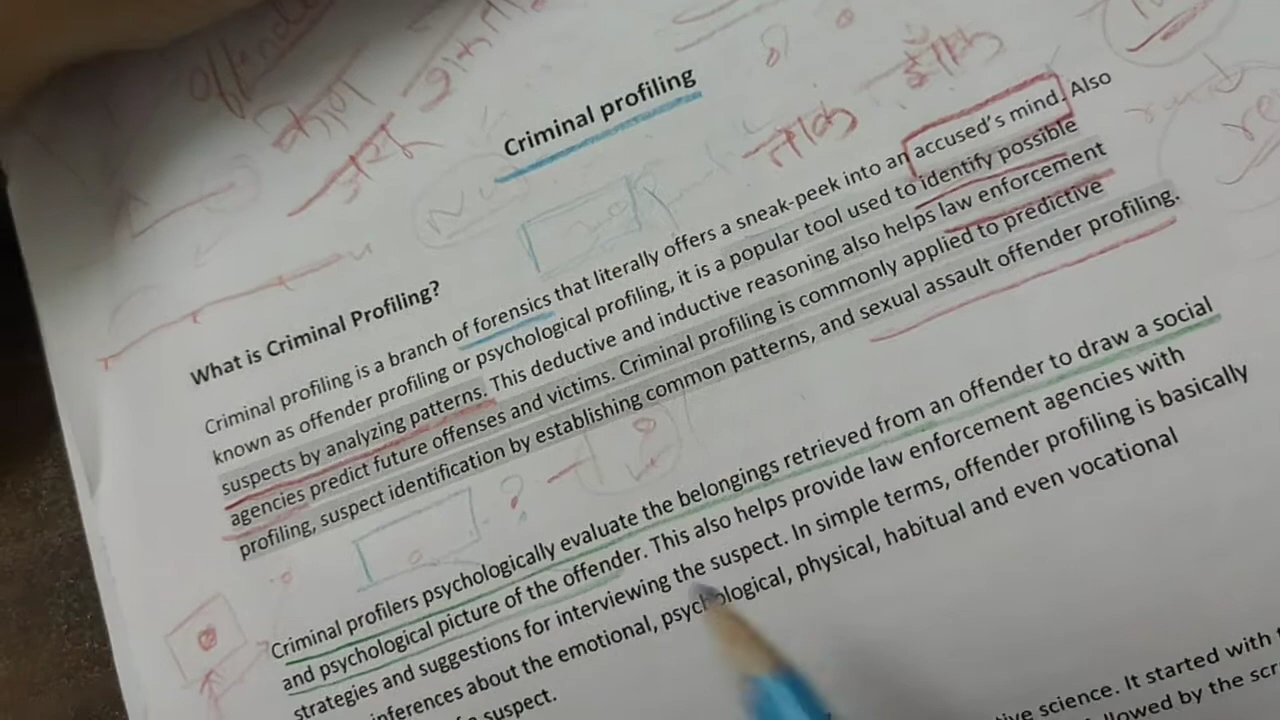 Criminal profiling
What is Criminal Profiling?
Criminal profiling is a branch of forensics that literally offers a sneak-peek into an accused's mind. Also
known as offender profiling or psychological profiling, it is a popular tool used to identify possible
suspects by analyzing patterns. This deductive and inductive reasoning also helps law enforcement
agencies predict future offenses and victims. Criminal profiling is commonly applied to predictive
profiling, suspect identification by establishing common patterns, and sexual assault offender profiling.
Criminal profilers psychologically evaluate the belongings retrieved from an offender to draw a social
and psychological picture of the offender. This also helps provide law enforcement agencies with
strategies and suggestions for interviewing the suspect. In simple terms, offender profiling is basically
inferences about the emotional, psychological, physical, habitual and even vocational
suspect.
science. It started with
followed by the